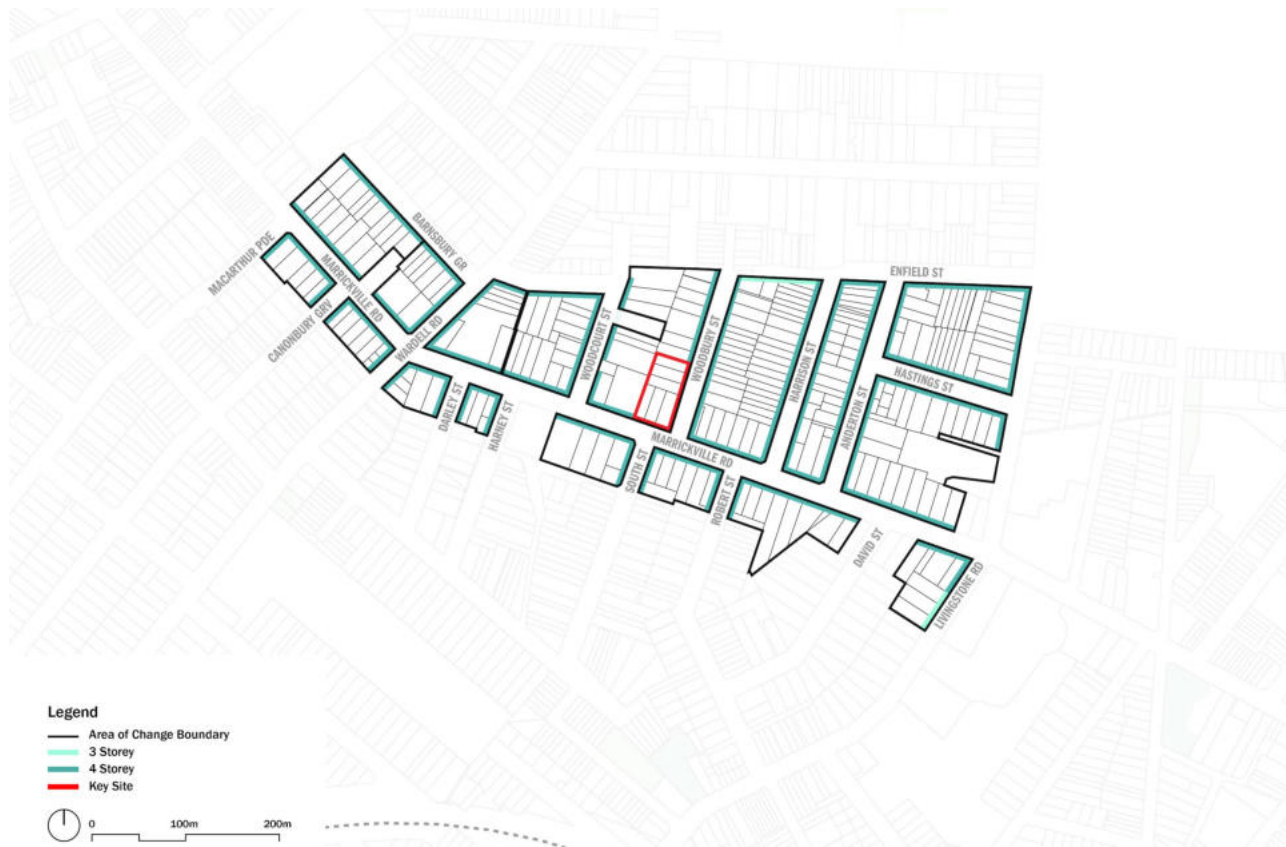 BARNSBURY GR
MACARTHUR PDE
MARRICKVILLE RD
CANONBURY GRV
WARDELL RD
ENFIELD ST
WOODCOURT ST
WOODBURY ST
HARRISON ST
HASTINGS ST
ANDERTON ST
DARLEY ST
HARNEY ST
MARRICKVILLE RD
SOUTH ST
ROBERT ST
DAVID ST
LIVINGSTONE RD
Legend
Area of Change Boundary
3 Storey
4 Storey
Key Site
0 100m 200m